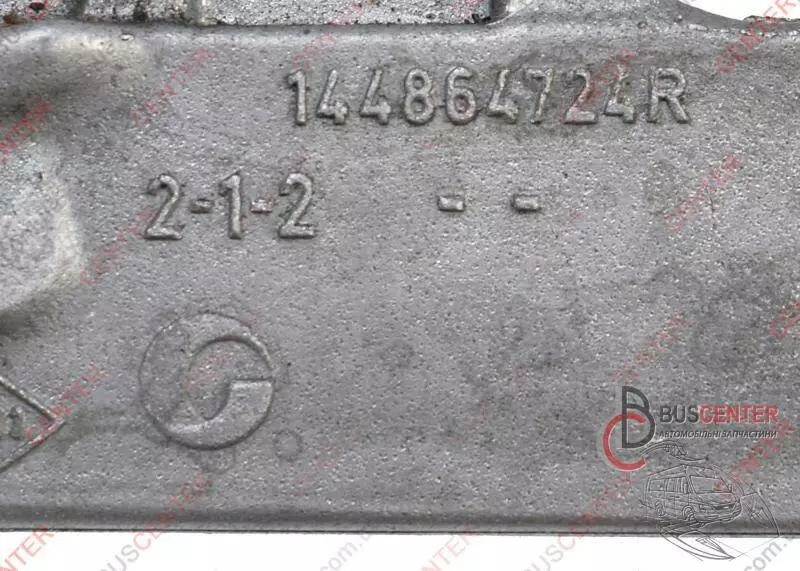 144864724R
2-1-2 - -
BUSCENTER
АВТОМОБІЛЬНІ ЗАПЧАСТИНИ